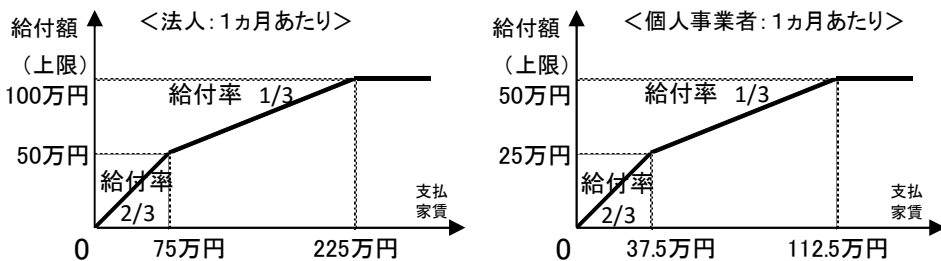 ＜法人：１ヵ月あたり＞
給付額
（上限）
100万円
給付率 1/3
50万円
給付率
2/3
支払
家賃
0
75万円
225万円
＜個人事業者：１ヵ月あたり＞
給付額
（上限）
50万円
給付率 1/3
25万円
給付率
2/3
支払
家賃
0
37.5万円
112.5万円